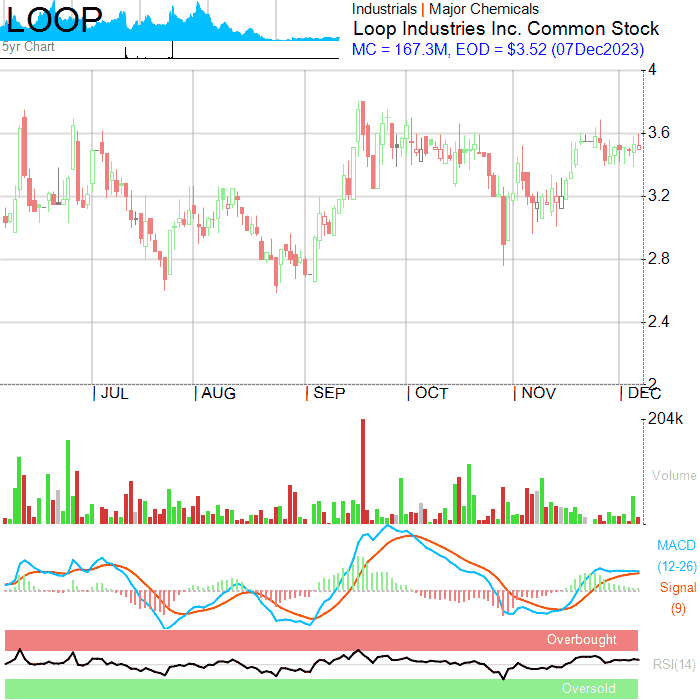 LOOP
5yr Chart
Industrials | Major Chemicals
Loop Industries Inc. Common Stock
MC = 167.3M, EOD = $3.52 (07Dec2023)
4
3.6
3.2
2.8
2.4
2
JUL AUG SEP OCT NOV DEC
204k
Volume
MACD
(12-26)
Signal
(9)
Overbought
RSI(14)
Oversold